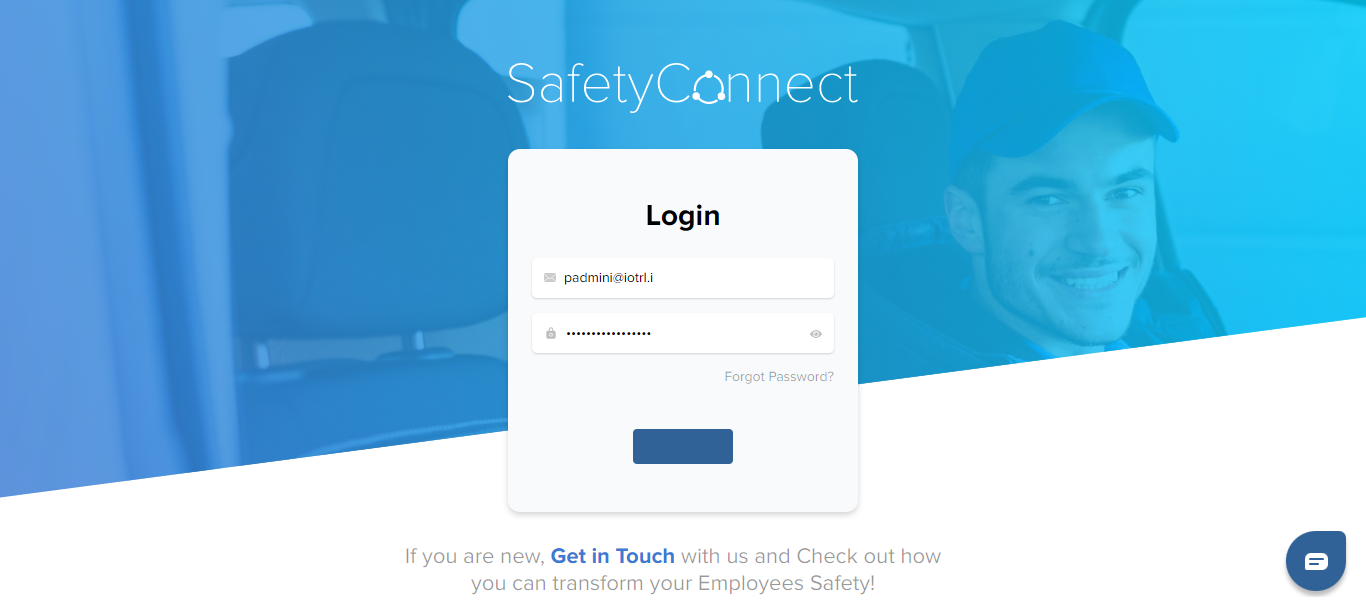 SafetyConnect
Login
padmini@iotrl.i
•••••••••••••••••
Forgot Password?
If you are new, Get in Touch with us and Check out how
you can transform your Employees Safety!